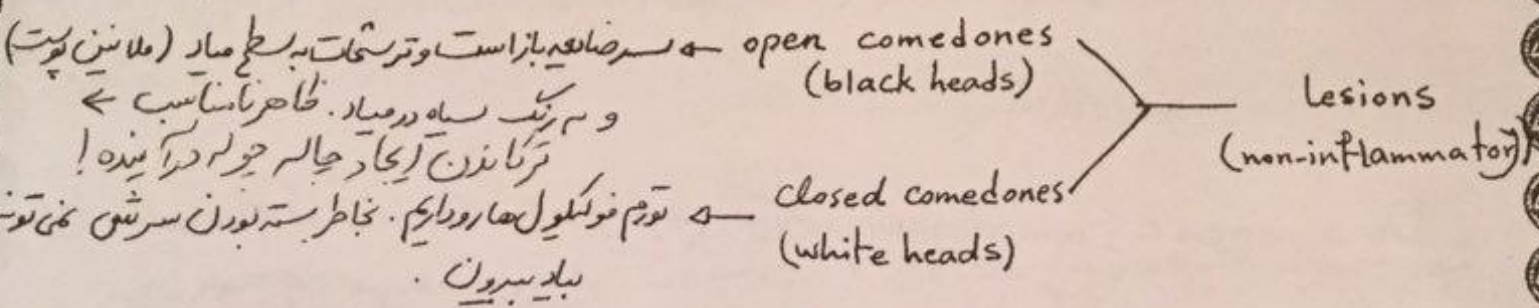 Lesions
(non-inflammatory)
open comedones ← سر ضایعه باز است و ترشحات به سطح میاد (ملانین پوست)
(black heads)
و به رنگ سیاه درمیاد. ظاهر نامناسب ←
ترکاندن ایجاد چاله چوله در آینده!
closed comedones ← تورم فولیکول ها رو داریم. بخاطر بسته بودن سرش نمی تونه
(white heads)
بیاد بیرون.